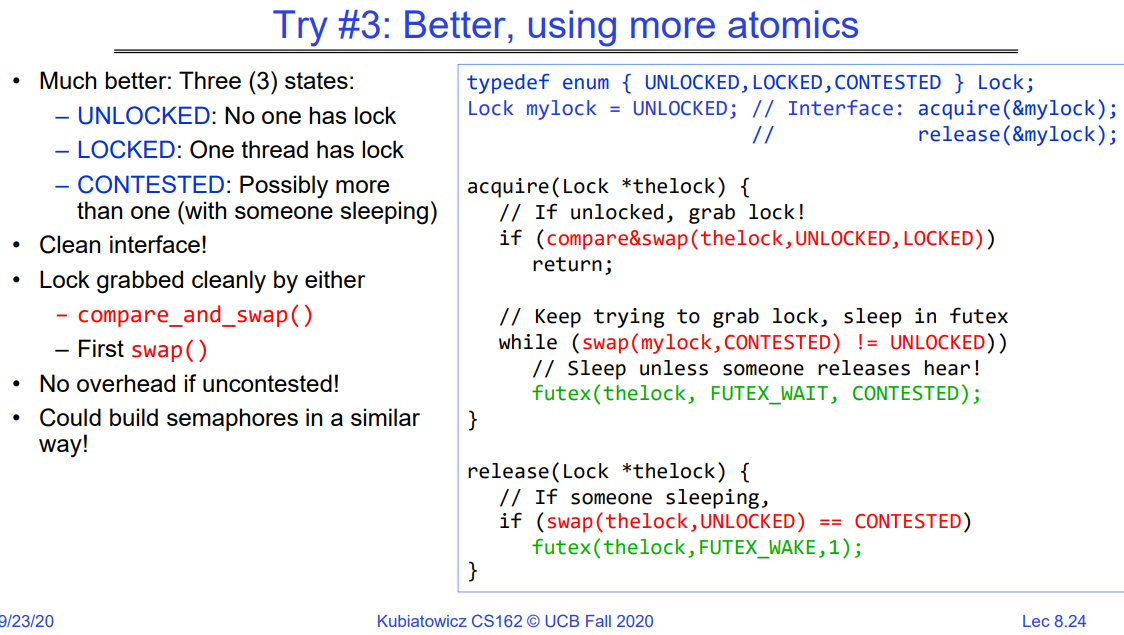 Try #3: Better, using more atomics
• Much better: Three (3) states:
– UNLOCKED: No one has lock
– LOCKED: One thread has lock
– CONTESTED: Possibly more
than one (with someone sleeping)
• Clean interface!
• Lock grabbed cleanly by either
– compare_and_swap()
– First swap()
• No overhead if uncontested!
• Could build semaphores in a similar
way!
typedef enum { UNLOCKED,LOCKED,CONTESTED } Lock;
Lock mylock = UNLOCKED; // Interface: acquire(&mylock);
//            release(&mylock);
acquire(Lock *thelock) {
// If unlocked, grab lock!
if (compare&swap(thelock,UNLOCKED,LOCKED))
return;
// Keep trying to grab lock, sleep in futex
while (swap(mylock,CONTESTED) != UNLOCKED))
// Sleep unless someone releases hear!
futex(thelock, FUTEX_WAIT, CONTESTED);
}
release(Lock *thelock) {
// If someone sleeping,
if (swap(thelock,UNLOCKED) == CONTESTED)
futex(thelock,FUTEX_WAKE,1);
}
9/23/20
Kubiatowicz CS162 © UCB Fall 2020
Lec 8.24